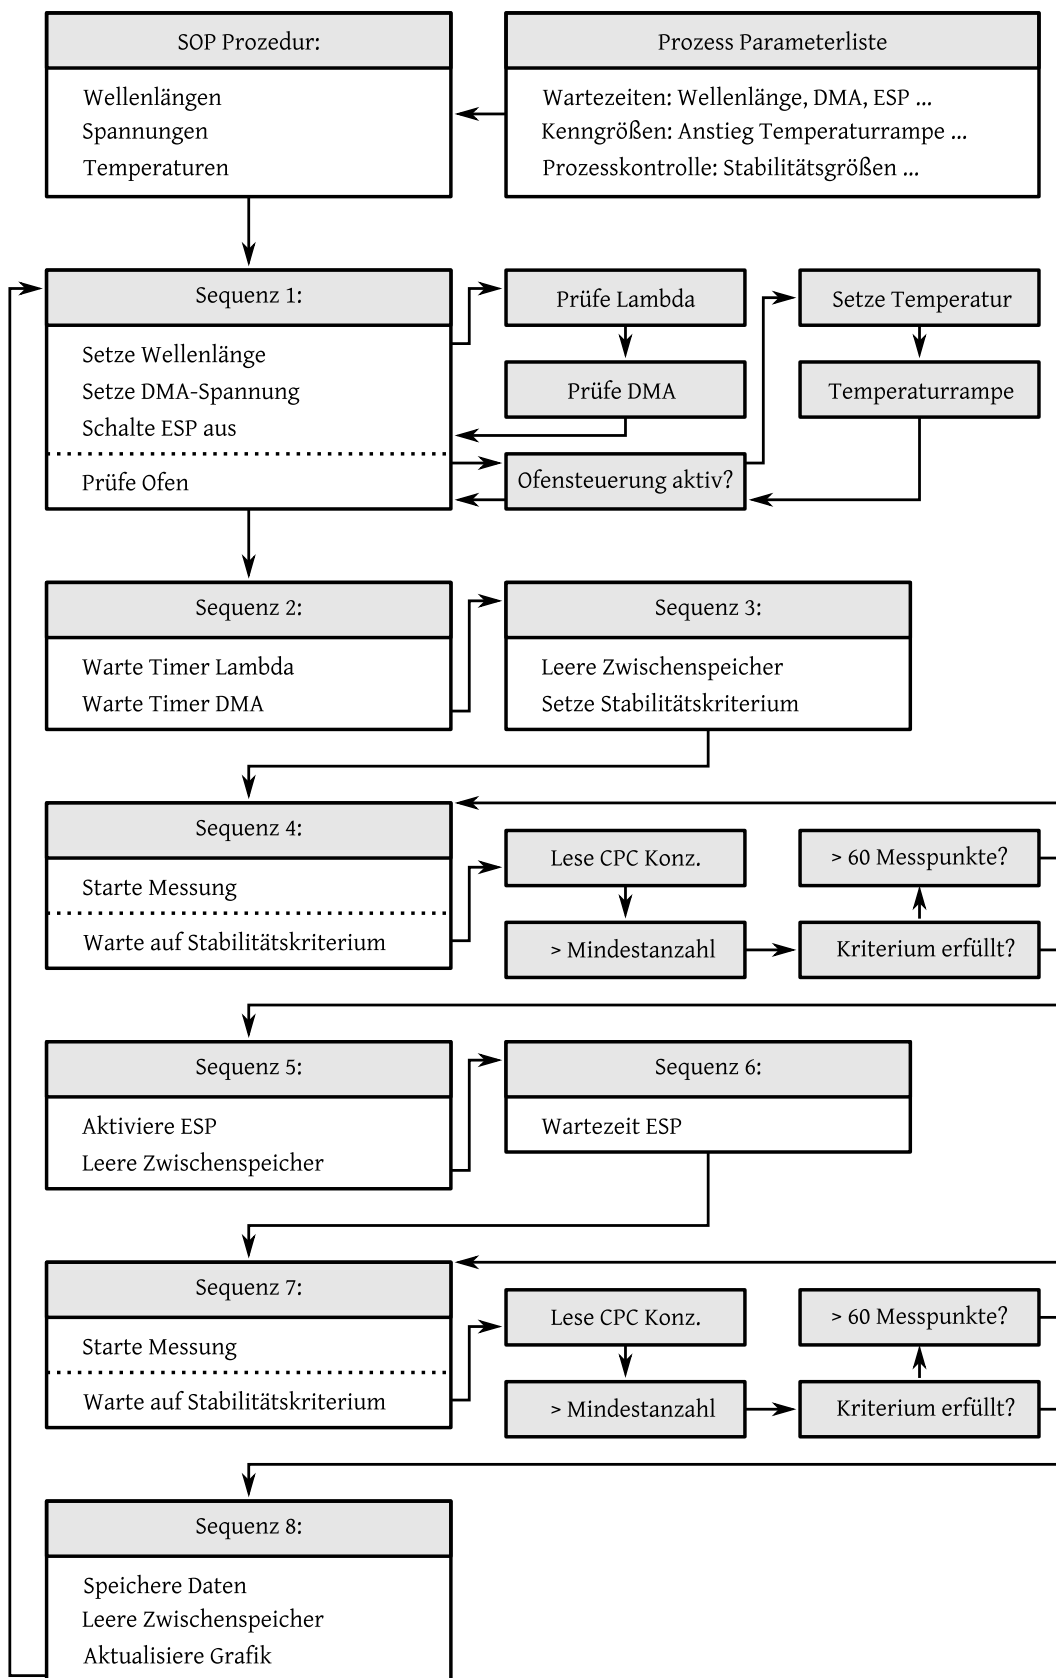 SOP Prozedur:
Wellenlängen
Spannungen
Temperaturen
Prozess Parameterliste
Wartezeiten: Wellenlänge, DMA, ESP ...
Kenngrößen: Anstieg Temperaturrampe ...
Prozesskontrolle: Stabilitätsgrößen ...
Sequenz 1:
Setze Wellenlänge
Setze DMA-Spannung
Schalte ESP aus
Prüfe Ofen
Prüfe Lambda
Prüfe DMA
Ofensteuerung aktiv?
Setze Temperatur
Temperaturrampe
Sequenz 2:
Warte Timer Lambda
Warte Timer DMA
Sequenz 3:
Leere Zwischenspeicher
Setze Stabilitätskriterium
Sequenz 4:
Starte Messung
Warte auf Stabilitätskriterium
Lese CPC Konz.
> Mindestanzahl
> 60 Messpunkte?
Kriterium erfüllt?
Sequenz 5:
Aktiviere ESP
Leere Zwischenspeicher
Sequenz 6:
Wartezeit ESP
Sequenz 7:
Starte Messung
Warte auf Stabilitätskriterium
Lese CPC Konz.
> Mindestanzahl
> 60 Messpunkte?
Kriterium erfüllt?
Sequenz 8:
Speichere Daten
Leere Zwischenspeicher
Aktualisiere Grafik